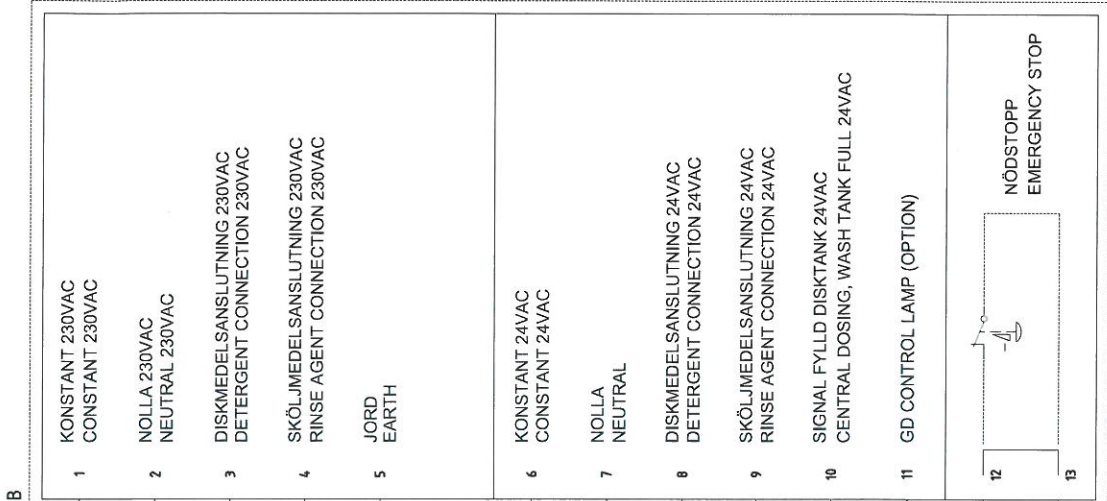 B
1 KONSTANT 230VAC
CONSTANT 230VAC
2 NOLLA 230VAC
NEUTRAL 230VAC
3 DISKMEDELSANSLUTNING 230VAC
DETERGENT CONNECTION 230VAC
4 SKÖLJMEDELSANSLUTNING 230VAC
RINSE AGENT CONNECTION 230VAC
5 JORD
EARTH
6 KONSTANT 24VAC
CONSTANT 24VAC
7 NOLLA
NEUTRAL
8 DISKMEDELSANSLUTNING 24VAC
DETERGENT CONNECTION 24VAC
9 SKÖLJMEDELSANSLUTNING 24VAC
RINSE AGENT CONNECTION 24VAC
10 SIGNAL FYLLD DISKTANK 24VAC
CENTRAL DOSING, WASH TANK FULL 24VAC
11 GD CONTROL LAMP (OPTION)
12
NÖDSTOPP
EMERGENCY STOP
13